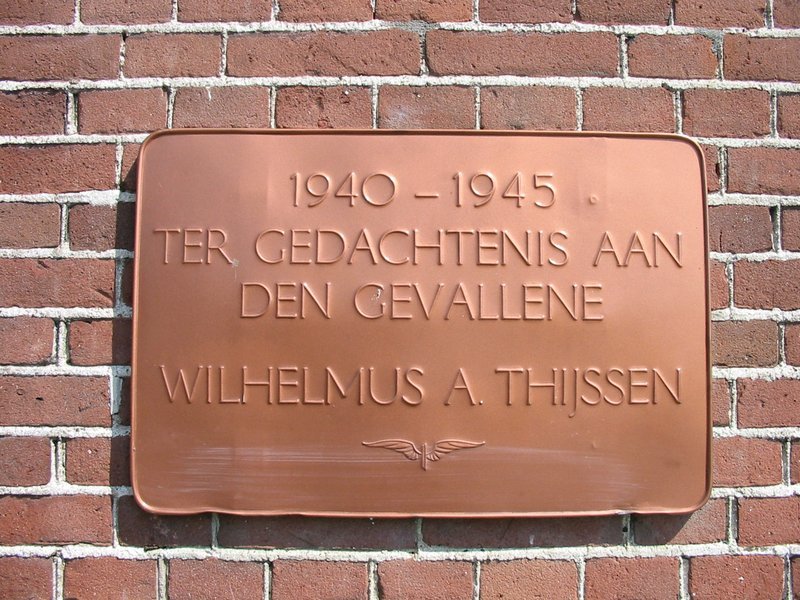 1940 – 1945
TER GEDACHTENIS AAN
DEN GEVALLENE
WILHELMUS A. THIJSSEN